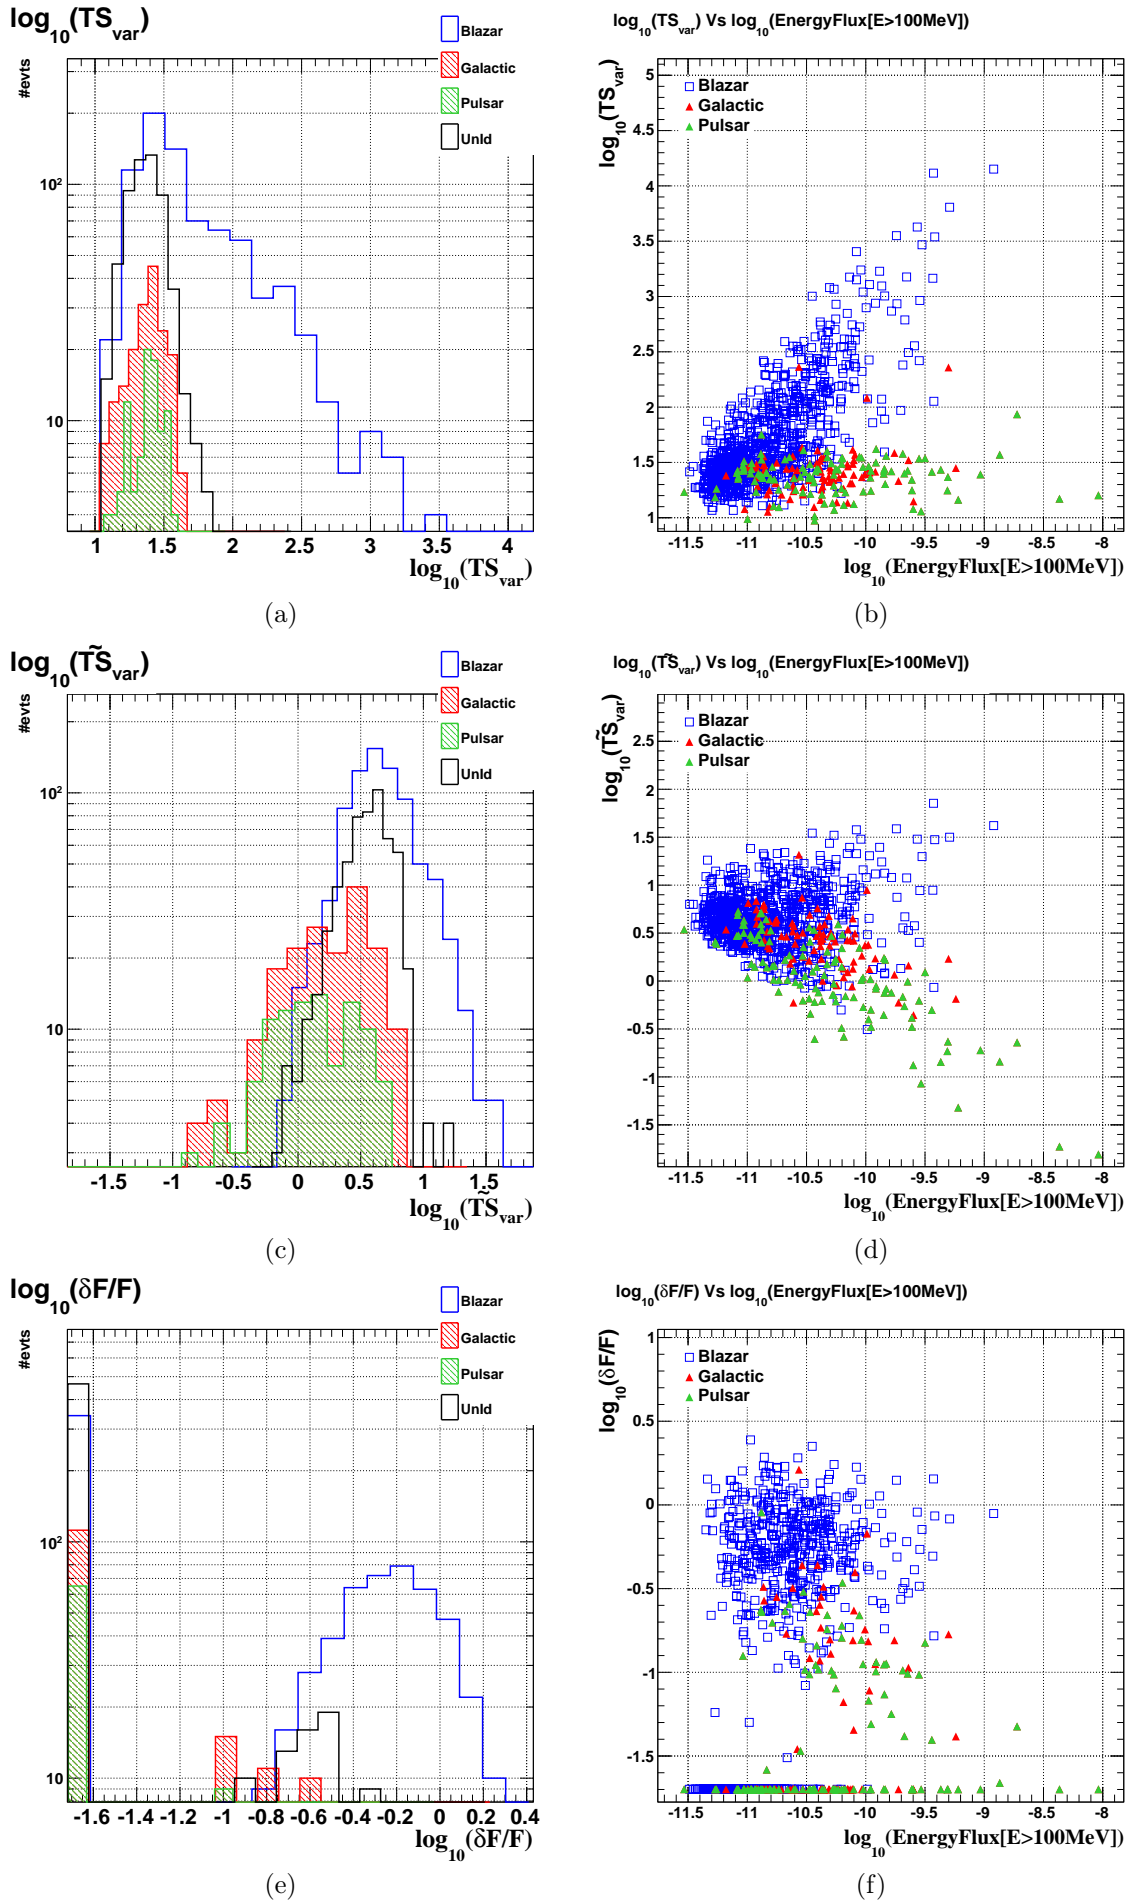 log10(TSvar)
#evts
Blazar
Galactic
Pulsar
UnId
10²
10
1 1.5 2 2.5 3 3.5 4
log10(TSvar)
(a)
log10(TSvar) Vs log10(EnergyFlux[E>100MeV])
log10(TSvar)
Blazar
Galactic
Pulsar
5
4.5
4
3.5
3
2.5
2
1.5
1
-11.5 -11 -10.5 -10 -9.5 -9 -8.5 -8
log10(EnergyFlux[E>100MeV])
(b)
log10(T̃Svar)
#evts
Blazar
Galactic
Pulsar
UnId
10²
10
-1.5 -1 -0.5 0 0.5 1 1.5
log10(T̃Svar)
(c)
log10(T̃Svar) Vs log10(EnergyFlux[E>100MeV])
log10(T̃Svar)
Blazar
Galactic
Pulsar
2.5
2
1.5
1
0.5
0
-0.5
-1
-1.5
-11.5 -11 -10.5 -10 -9.5 -9 -8.5 -8
log10(EnergyFlux[E>100MeV])
(d)
log10(δF/F)
#evts
Blazar
Galactic
Pulsar
UnId
10²
10
-1.6 -1.4 -1.2 -1 -0.8 -0.6 -0.4 -0.2 0 0.2 0.4
log10(δF/F)
(e)
log10(δF/F) Vs log10(EnergyFlux[E>100MeV])
log10(δF/F)
Blazar
Galactic
Pulsar
1
0.5
0
-0.5
-1
-1.5
-11.5 -11 -10.5 -10 -9.5 -9 -8.5 -8
log10(EnergyFlux[E>100MeV])
(f)